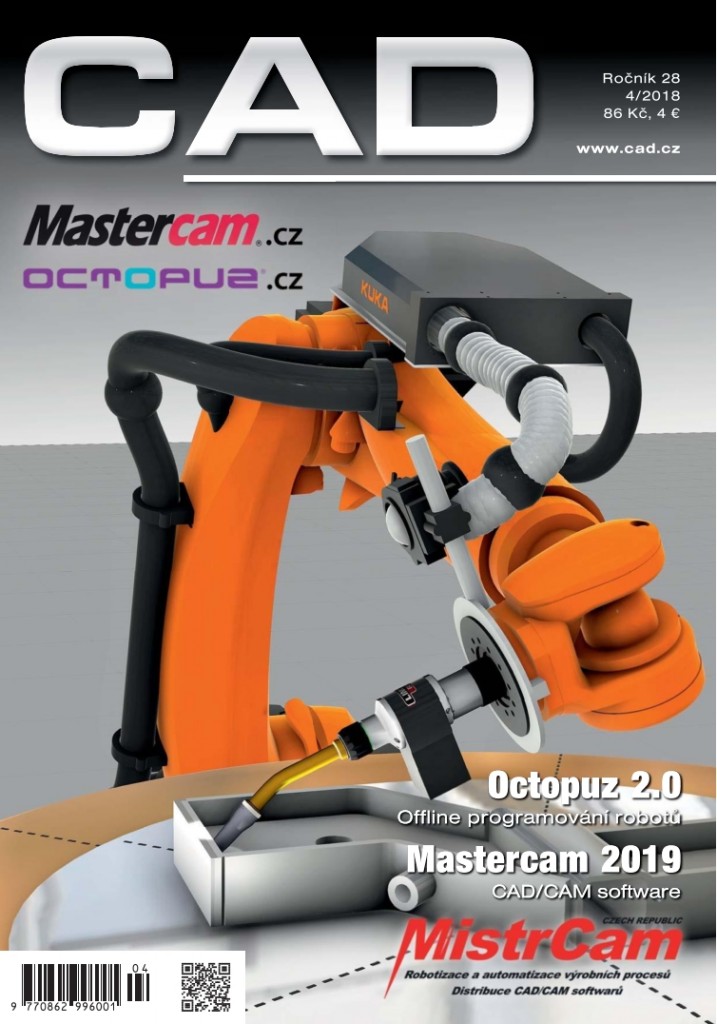 CAD
Ročník 28
4/2018
86 Kč, 4 €
www.cad.cz
Mastercam®.cz
OCTOPUZ®.cz
KUKA
Octopuz 2.0
Offline programování robotů
Mastercam 2019
CAD/CAM software
CZECH REPUBLIC
MistrCam
Robotizace a automatizace výrobních procesů
Distribuce CAD/CAM softwarů
04
9 770862 996001